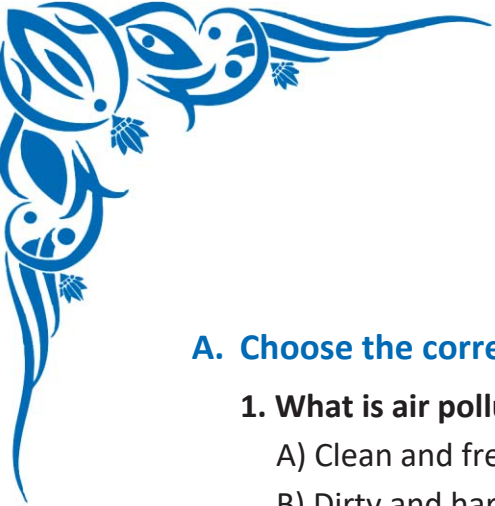 A. Choose the corre
1. What is air pollu
A) Clean and fre
B) Dirty and har